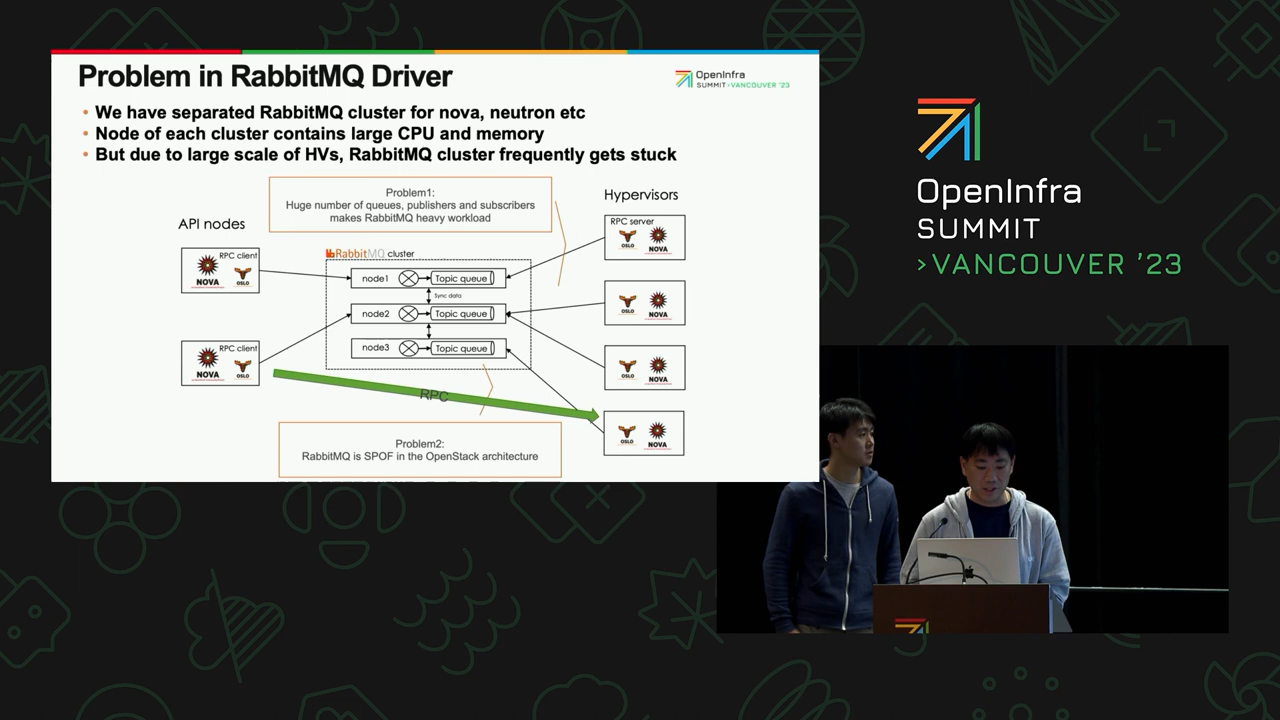 Problem in RabbitMQ Driver
OpenInfra
SUMMIT >VANCOUVER '23
• We have separated RabbitMQ cluster for nova, neutron etc
• Node of each cluster contains large CPU and memory
• But due to large scale of HVs, RabbitMQ cluster frequently gets stuck
Problem1:
Huge number of queues, publishers and subscribers
makes RabbitMQ heavy workload
API nodes
Hypervisors
RPC client
NOVA
OSLO
RPC client
NOVA
OSLO
RabbitMQ cluster
node1
Topic queue
Sync data
node2
Topic queue
node3
Topic queue
RPC server
OSLO
NOVA
OSLO
NOVA
OSLO
NOVA
OSLO
NOVA
RPC
Problem2:
RabbitMQ is SPOF in the OpenStack architecture
OpenInfra
SUMMIT
>VANCOUVER '23